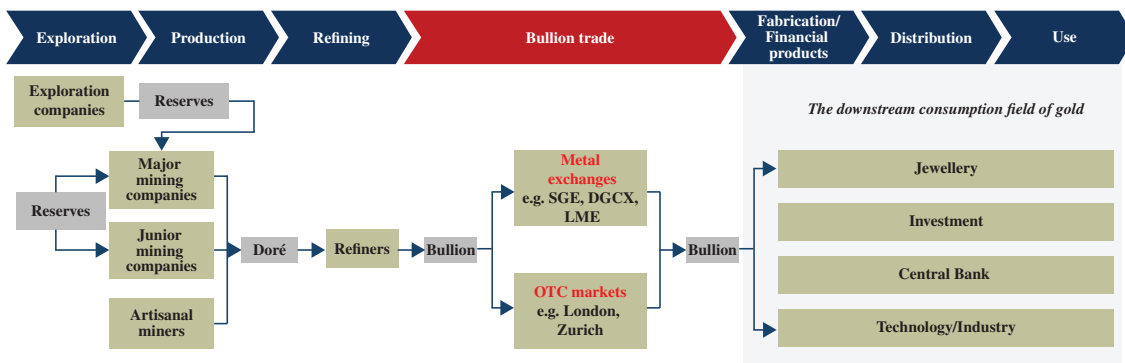 Exploration
Production
Refining
Bullion trade
Fabrication/
Financial
products
Distribution
Use
Exploration
companies
Reserves
The downstream consumption field of gold
Major
mining
companies
Reserves
Junior
mining
companies
Artisanal
miners
Doré
Refiners
Bullion
Metal
exchanges
e.g. SGE, DGCX,
LME
OTC markets
e.g. London,
Zurich
Bullion
Jewellery
Investment
Central Bank
Technology/Industry